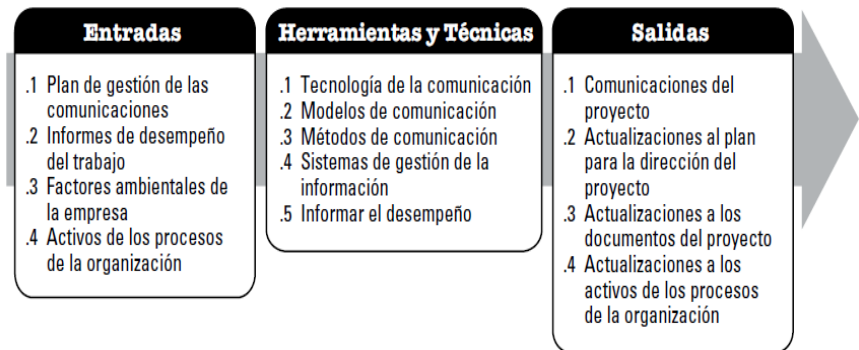 Entradas
.1 Plan de gestión de las
comunicaciones
.2 Informes de desempeño
del trabajo
.3 Factores ambientales de
la empresa
.4 Activos de los procesos
de la organización
Herramientas y Técnicas
.1 Tecnología de la comunicación
.2 Modelos de comunicación
.3 Métodos de comunicación
.4 Sistemas de gestión de la
información
.5 Informar el desempeño
Salidas
.1 Comunicaciones del
proyecto
.2 Actualizaciones al plan
para la dirección del
proyecto
.3 Actualizaciones a los
documentos del proyecto
.4 Actualizaciones a los
activos de los procesos
de la organización